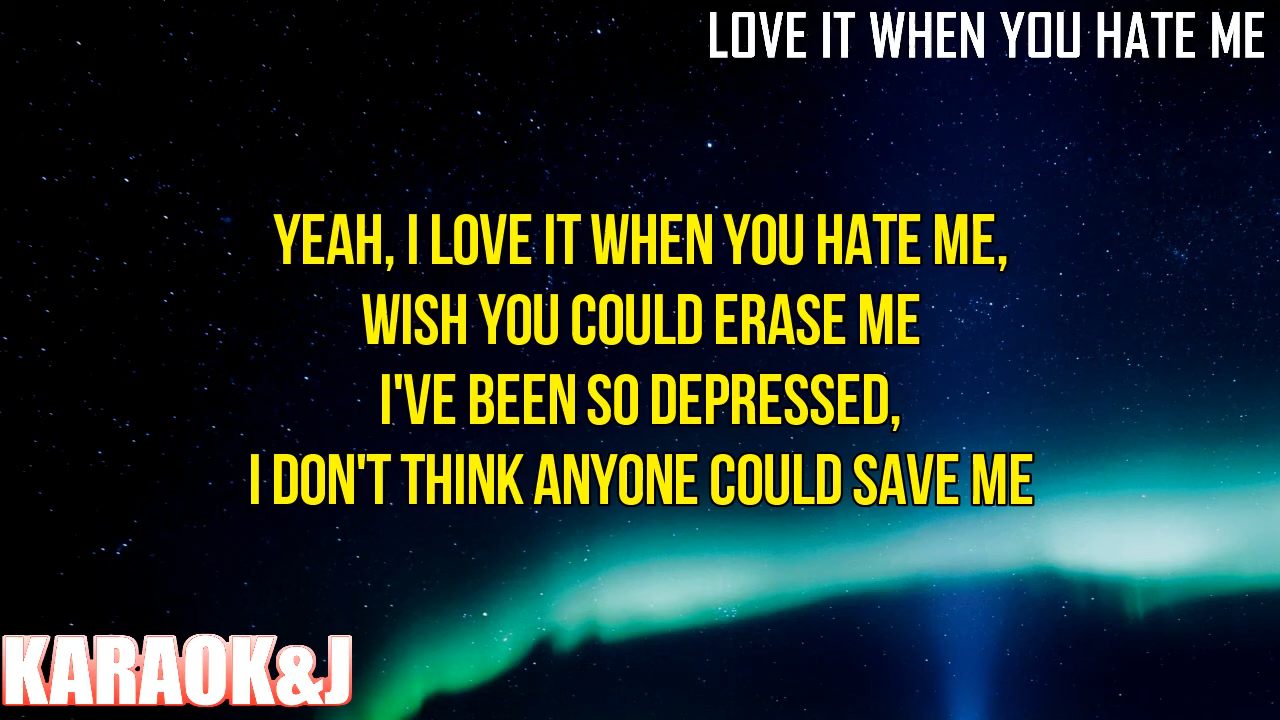 LOVE IT WHEN YOU HATE ME
YEAH, I LOVE IT WHEN YOU HATE ME,
WISH YOU COULD ERASE ME
I'VE BEEN SO DEPRESSED,
I DON'T THINK ANYONE COULD SAVE ME
KARAOK&J